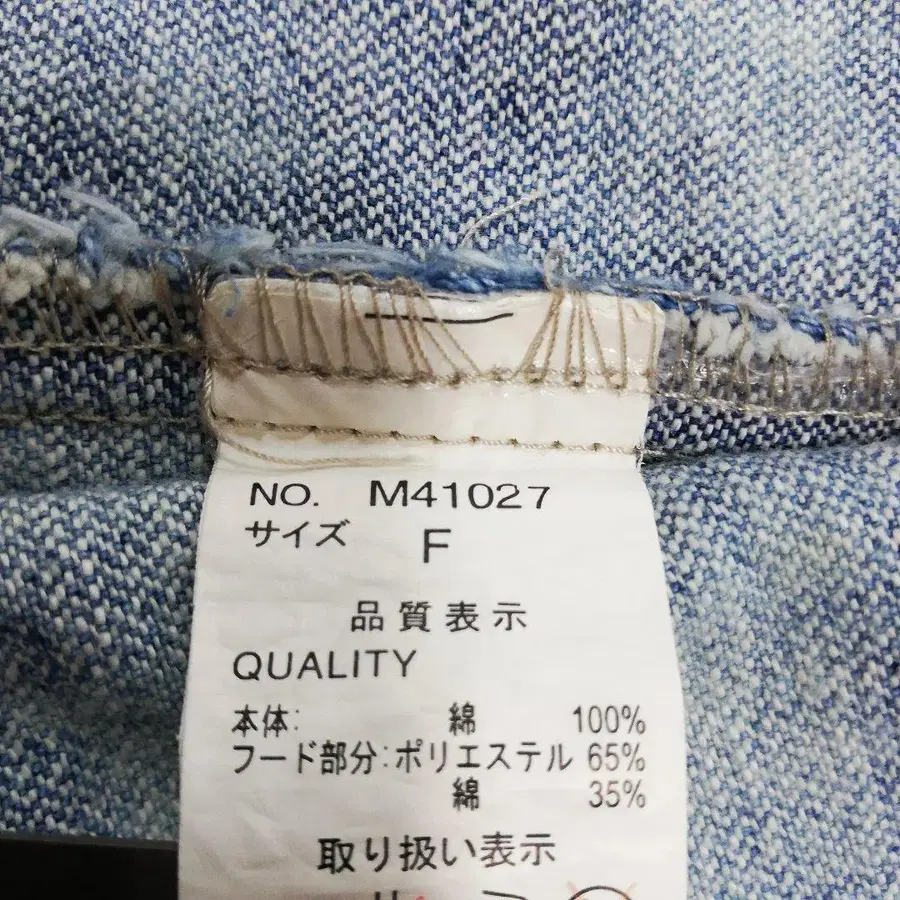 NO. M41027
サイズ F
品質表示
QUALITY
本体: 綿 100%
フード部分:ポリエステル 65%
綿 35%
取り扱い表示